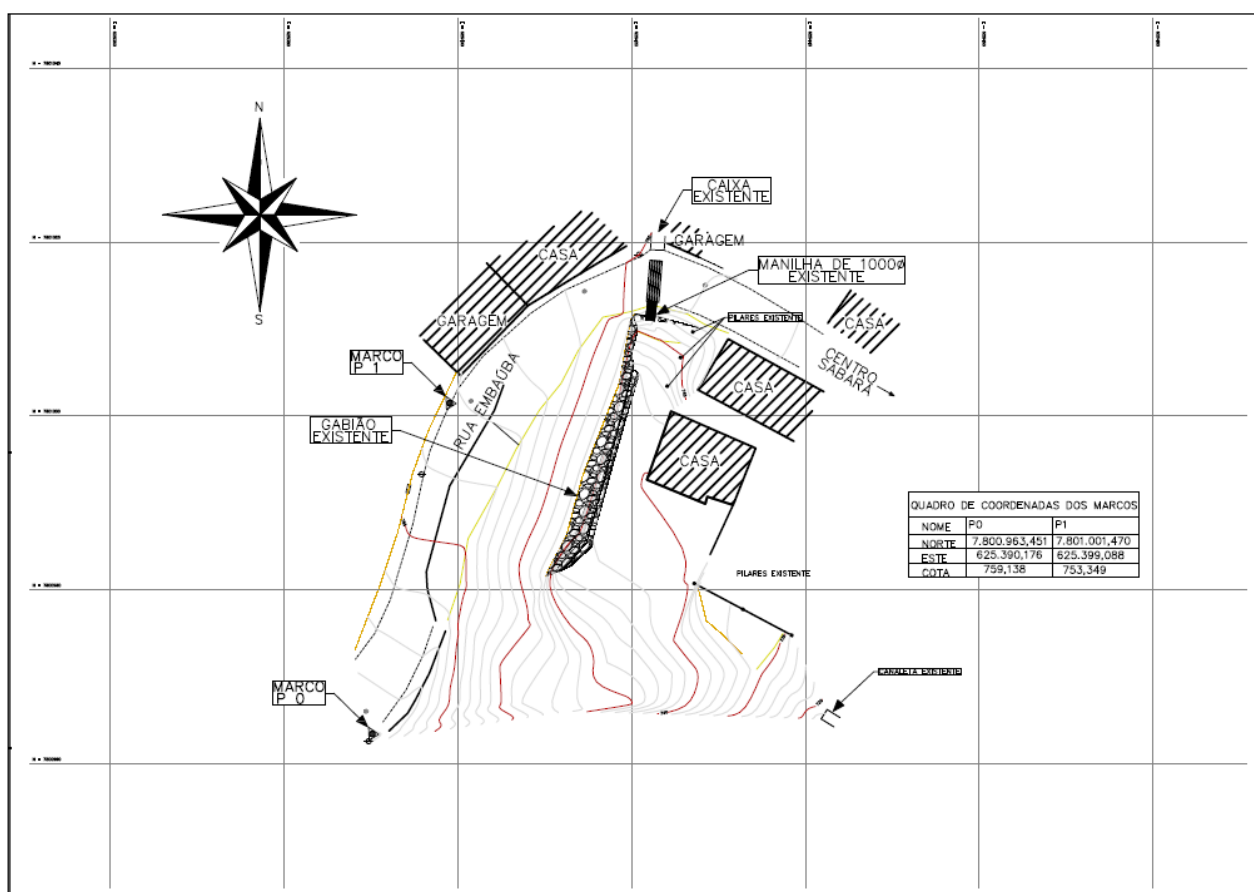 N
S
CAIXA
EXISTENTE
GARAGEM
CASA
MANILHA DE 1000Ø
EXISTENTE
PILARES EXISTENTE
GARAGEM
CASA
CENTRO
SABARÁ
MARCO
P 1
RUA EMBAÚBA
CASA
GABIÃO
EXISTENTE
CASA
QUADRO DE COORDENADAS DOS MARCOS
NOME P0 P1
NORTE 7.800.963,451 7.801.001,470
ESTE 625.390,176 625.399,088
COTA 759,138 753,349
PILARES EXISTENTE
CANALETA EXISTENTE
MARCO
P 0